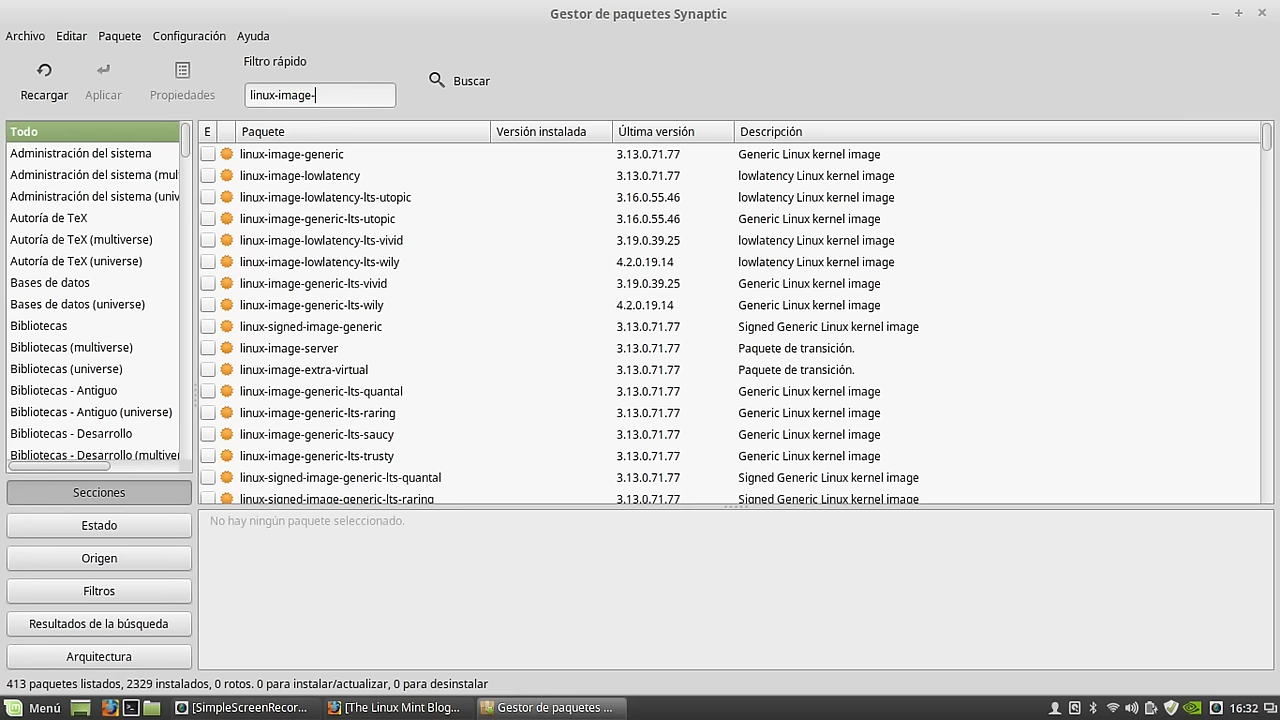 Gestor de paquetes Synaptic
Archivo Editar Paquete Configuración Ayuda
Filtro rápido
Recargar Aplicar Propiedades
linux-image-
Buscar
Todo
Administración del sistema
Administración del sistema (mul
Administración del sistema (univ
Autoría de TeX
Autoría de TeX (multiverse)
Autoría de TeX (universe)
Bases de datos
Bases de datos (universe)
Bibliotecas
Bibliotecas (multiverse)
Bibliotecas (universe)
Bibliotecas - Antiguo
Bibliotecas - Antiguo (universe)
Bibliotecas - Desarrollo
Bibliotecas - Desarrollo (multive
Secciones
Estado
Origen
Filtros
Resultados de la búsqueda
Arquitectura
E Paquete Versión instalada Última versión Descripción
linux-image-generic 3.13.0.71.77 Generic Linux kernel image
linux-image-lowlatency 3.13.0.71.77 lowlatency Linux kernel image
linux-image-lowlatency-lts-utopic 3.16.0.55.46 lowlatency Linux kernel image
linux-image-generic-lts-utopic 3.16.0.55.46 Generic Linux kernel image
linux-image-lowlatency-lts-vivid 3.19.0.39.25 lowlatency Linux kernel image
linux-image-lowlatency-lts-wily 4.2.0.19.14 lowlatency Linux kernel image
linux-image-generic-lts-vivid 3.19.0.39.25 Generic Linux kernel image
linux-image-generic-lts-wily 4.2.0.19.14 Generic Linux kernel image
linux-signed-image-generic 3.13.0.71.77 Signed Generic Linux kernel image
linux-image-server 3.13.0.71.77 Paquete de transición.
linux-image-extra-virtual 3.13.0.71.77 Paquete de transición.
linux-image-generic-lts-quantal 3.13.0.71.77 Generic Linux kernel image
linux-image-generic-lts-raring 3.13.0.71.77 Generic Linux kernel image
linux-image-generic-lts-saucy 3.13.0.71.77 Generic Linux kernel image
linux-image-generic-lts-trusty 3.13.0.71.77 Generic Linux kernel image
linux-signed-image-generic-lts-quantal 3.13.0.71.77 Signed Generic Linux kernel image
linux-signed-image-generic-lts-raring 3.13.0.71.77 Signed Generic Linux kernel image
No hay ningún paquete seleccionado.
413 paquetes listados, 2329 instalados, 0 rotos. 0 para instalar/actualizar, 0 para desinstalar
Menú [SimpleScreenRecor... [The Linux Mint Blog... Gestor de paquetes ... 16:32